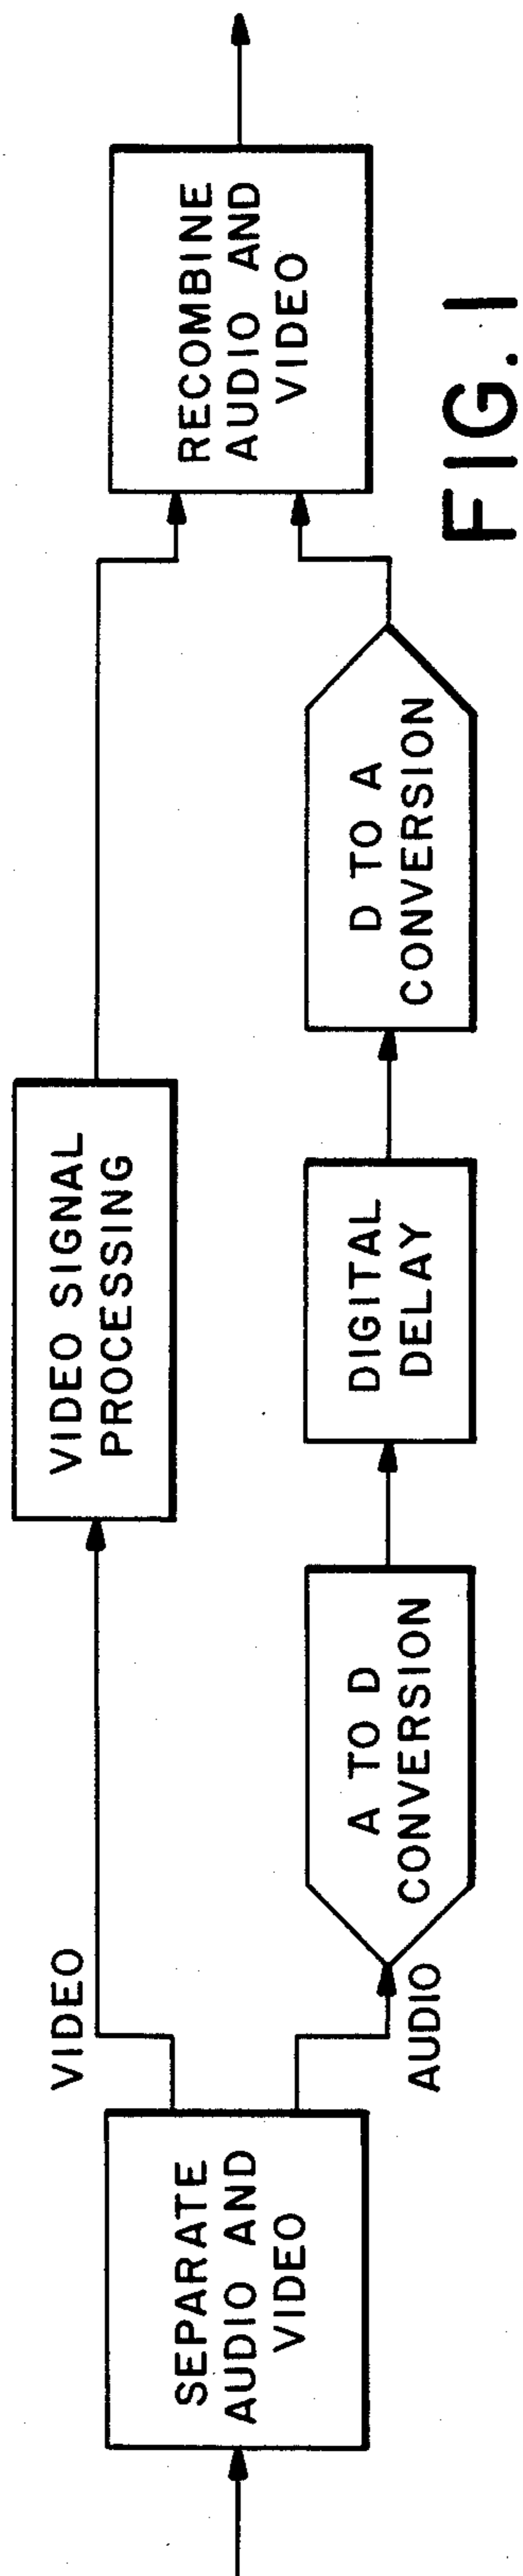 SEPARATE
AUDIO AND
VIDEO
VIDEO
AUDIO
VIDEO SIGNAL
PROCESSING
A TO D
CONVERSION
DIGITAL
DELAY
D TO A
CONVERSION
RECOMBINE
AUDIO AND
VIDEO
FIG. 1